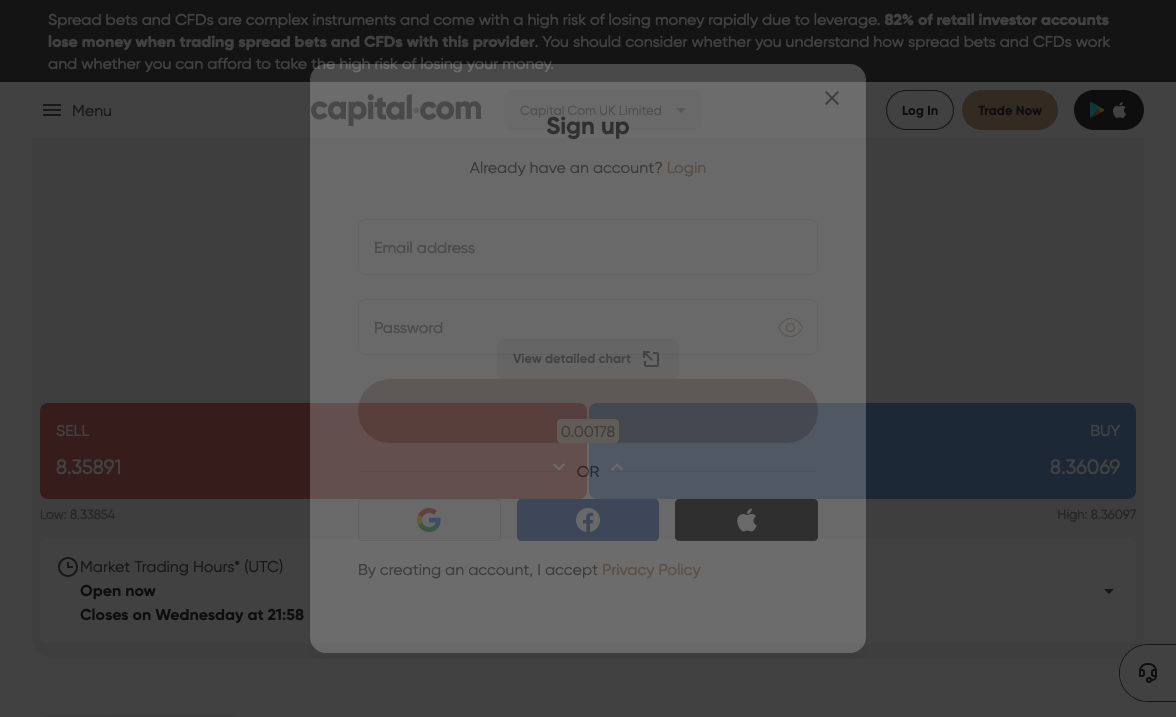 Spread bets and CFDs are complex instruments and come with a high risk of losing money rapidly due to leverage. 82% of retail investor accounts
lose money when trading spread bets and CFDs with this provider. You should consider whether you understand how spread bets and CFDs work
and whether you can afford to take the high risk of losing your money.
Menu
capital.com
Capital Com UK Limited
Log In
Trade Now
Sign up
Already have an account? Login
Email address
Password
View detailed chart
SELL
8.35891
0.00178
BUY
8.36069
OR
Low: 8.33854
High: 8.36097
Market Trading Hours* (UTC)
Open now
Closes on Wednesday at 21:58
By creating an account, I accept Privacy Policy